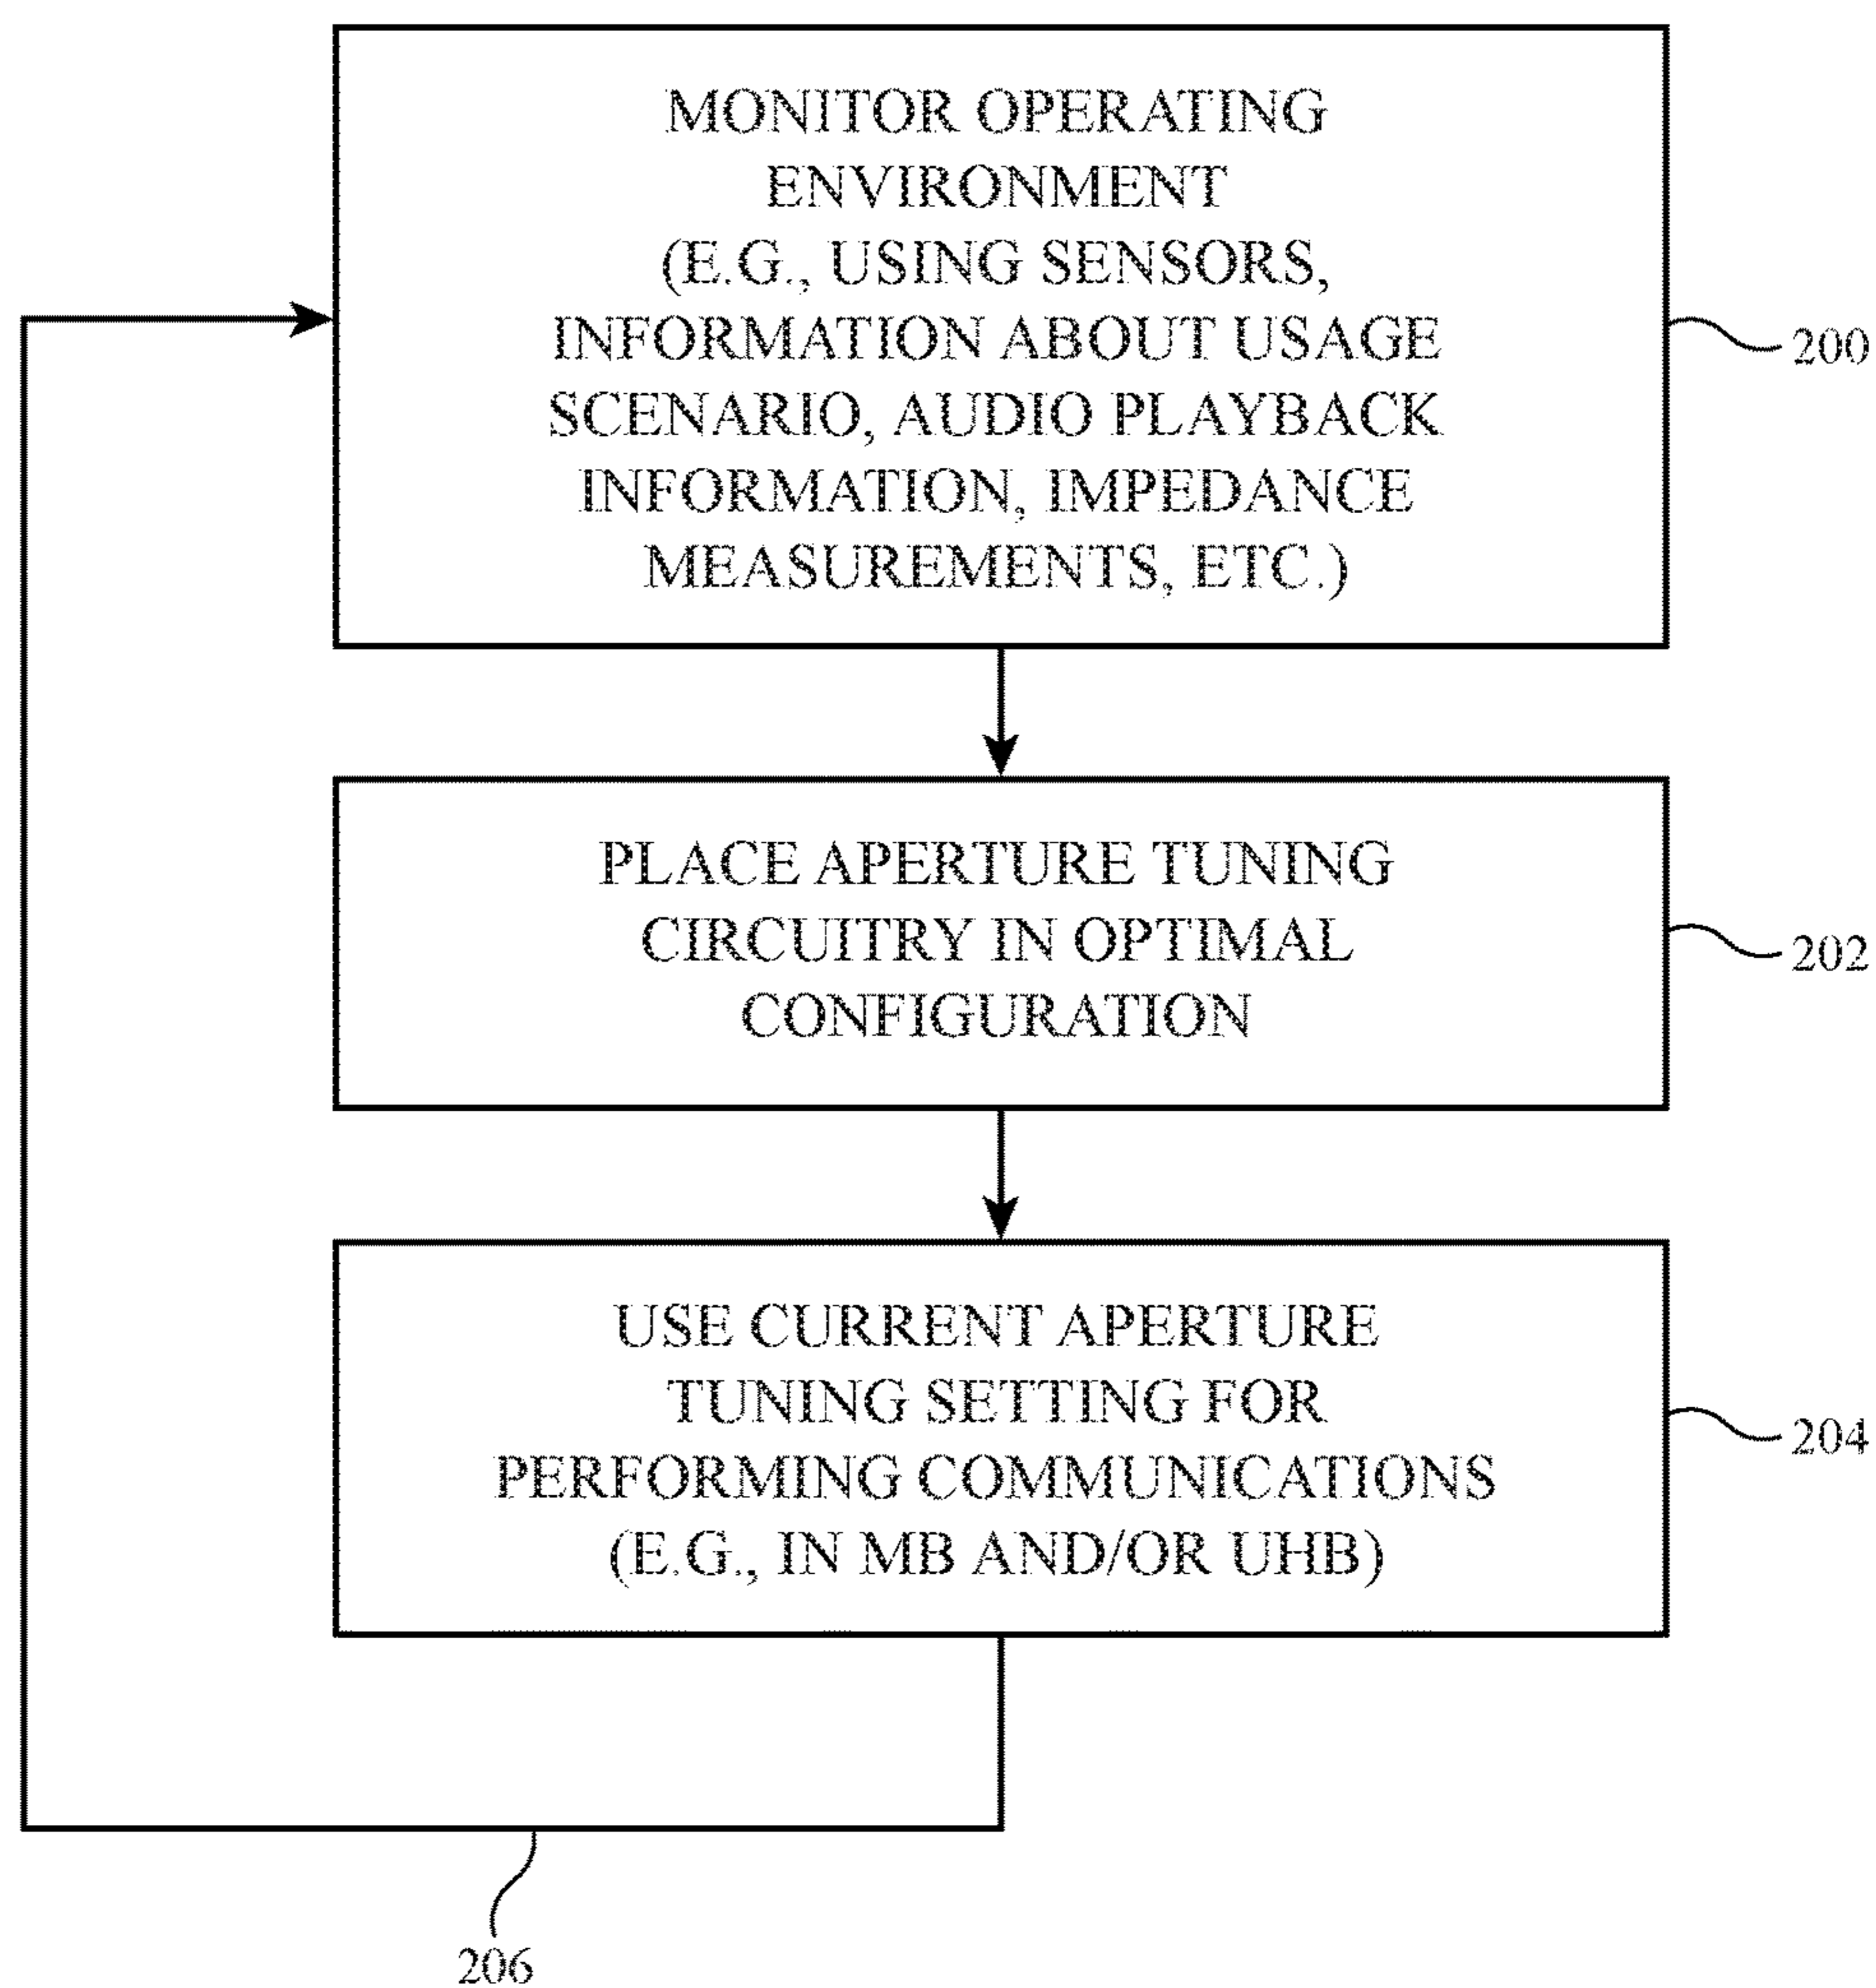 MONITOR OPERATING
ENVIRONMENT
(E.G., USING SENSORS,
INFORMATION ABOUT USAGE
SCENARIO, AUDIO PLAYBACK
INFORMATION, IMPEDANCE
MEASUREMENTS, ETC.)
200
PLACE APERTURE TUNING
CIRCUITRY IN OPTIMAL
CONFIGURATION
202
USE CURRENT APERTURE
TUNING SETTING FOR
PERFORMING COMMUNICATIONS
(E.G., IN MB AND/OR UHB)
204
206